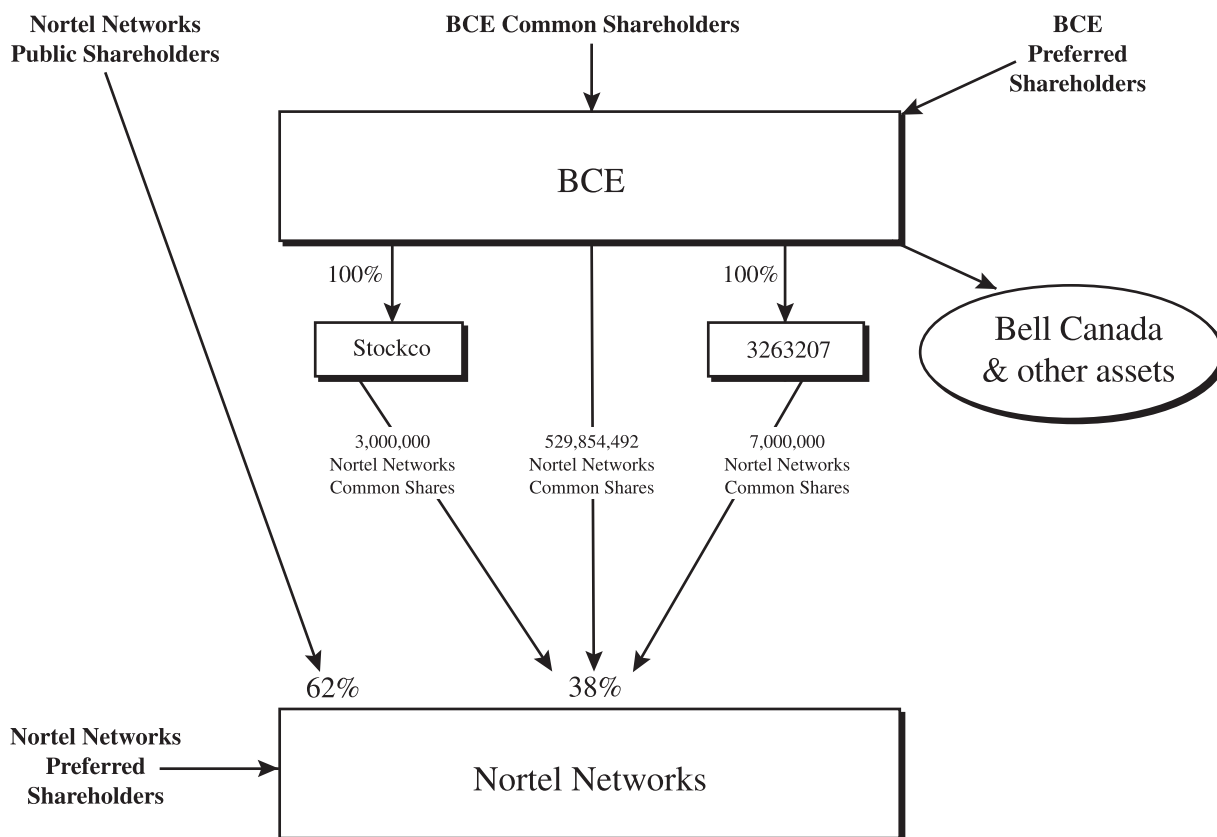 Nortel Networks
Public Shareholders
BCE Common Shareholders
BCE
Preferred
Shareholders
BCE
100%
100%
Stockco
3263207
Bell Canada
& other assets
3,000,000
Nortel Networks
Common Shares
529,854,492
Nortel Networks
Common Shares
7,000,000
Nortel Networks
Common Shares
62%
38%
Nortel Networks
Preferred
Shareholders
Nortel Networks